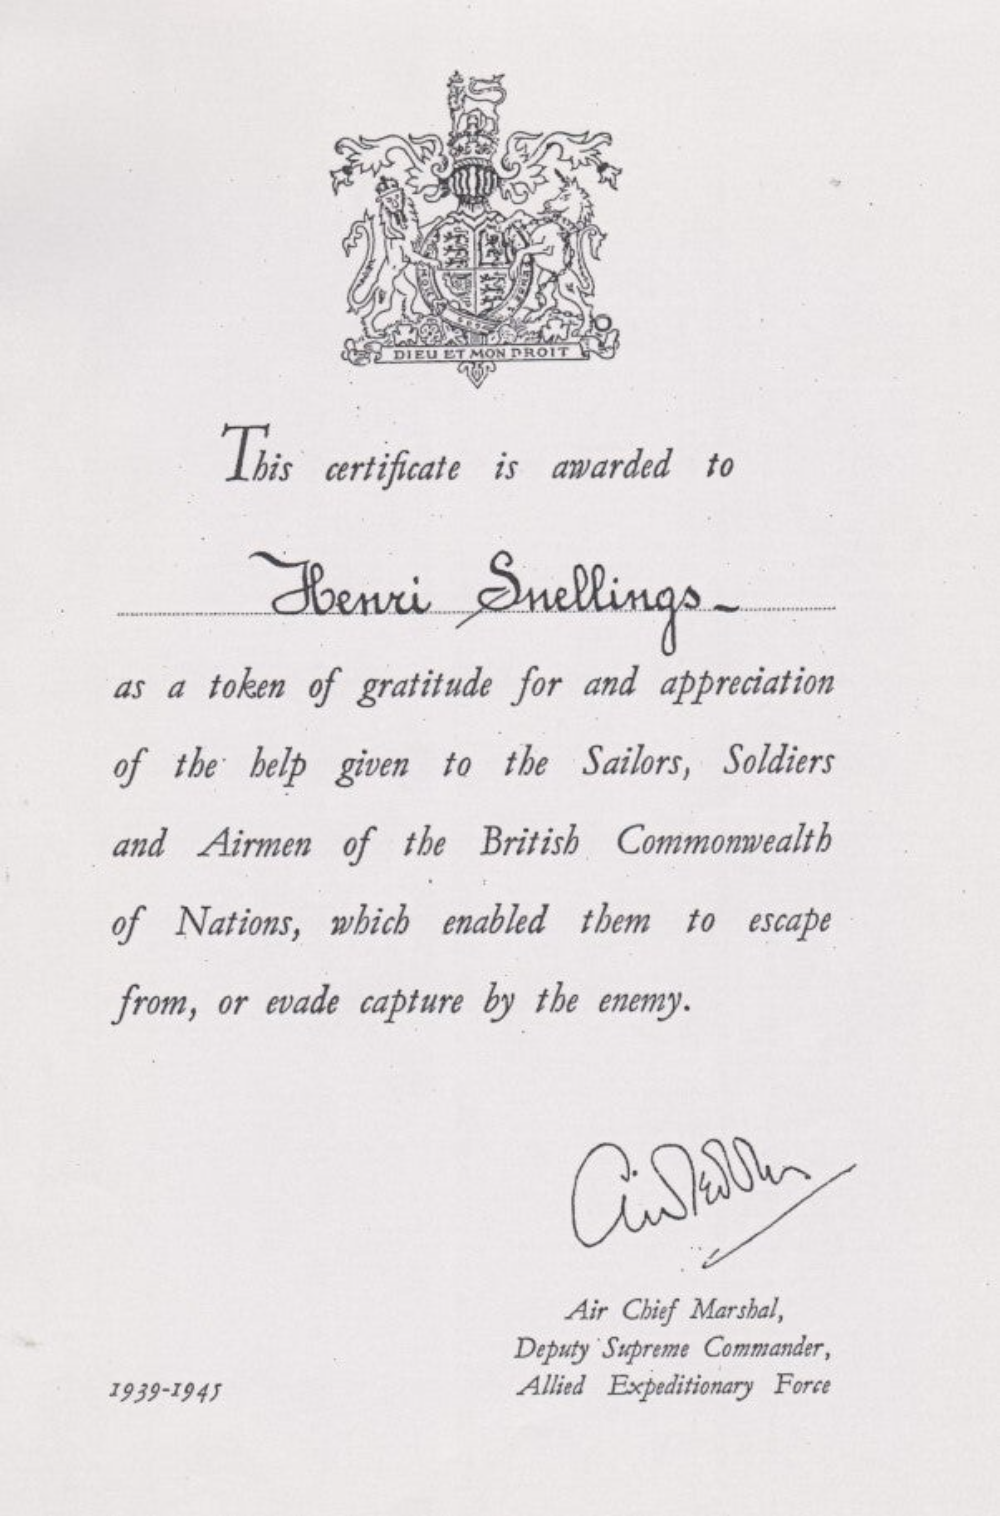 DIEU ET MON DROIT
This certificate is awarded to
Henri Snellings
as a token of gratitude for and appreciation
of the help given to the Sailors, Soldiers
and Airmen of the British Commonwealth
of Nations, which enabled them to escape
from, or evade capture by the enemy.
Air Chief Marshal,
Deputy Supreme Commander,
1939-1945 Allied Expeditionary Force